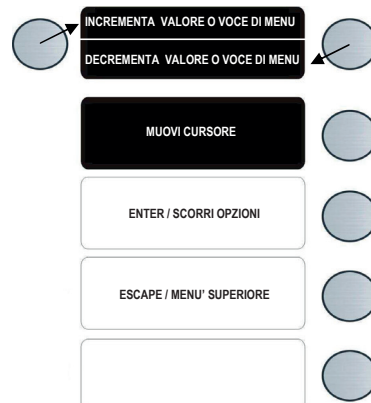 INCREMENTA VALORE O VOCE DI MENU
DECREMENTA VALORE O VOCE DI MENU
MUOVI CURSORE
ENTER / SCORRI OPZIONI
ESCAPE / MENU' SUPERIORE